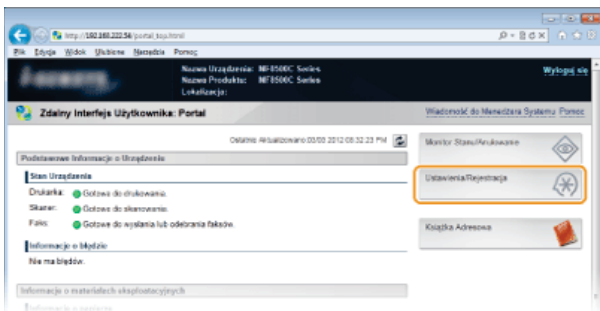 http://192.168.222.54/portal_top.html
Plik Edycja Widok Ulubione Narzędzia Pomoc
Nazwa Urządzenia: MF8500C Series
Nazwa Produktu: MF8500C Series
Lokalizacja:
Wyloguj się
Zdalny Interfejs Użytkownika: Portal
Wiadomość do Menedżera Systemu Pomoc
Ostatnio Aktualizowano:03/03 2012 08:32:23 PM
Monitor Stanu/Anulowanie
Podstawowe Informacje o Urządzeniu
Stan Urządzenia
Ustawienia/Rejestracja
Drukarka: Gotowe do drukowania.
Skaner: Gotowe do skanowania.
Faks: Gotowe do wysłania lub odebrania faksów.
Książka Adresowa
Informacje o błędzie
Nie ma błędów.
Informacje o materiałach eksploatacyjnych
Informacje o papierze